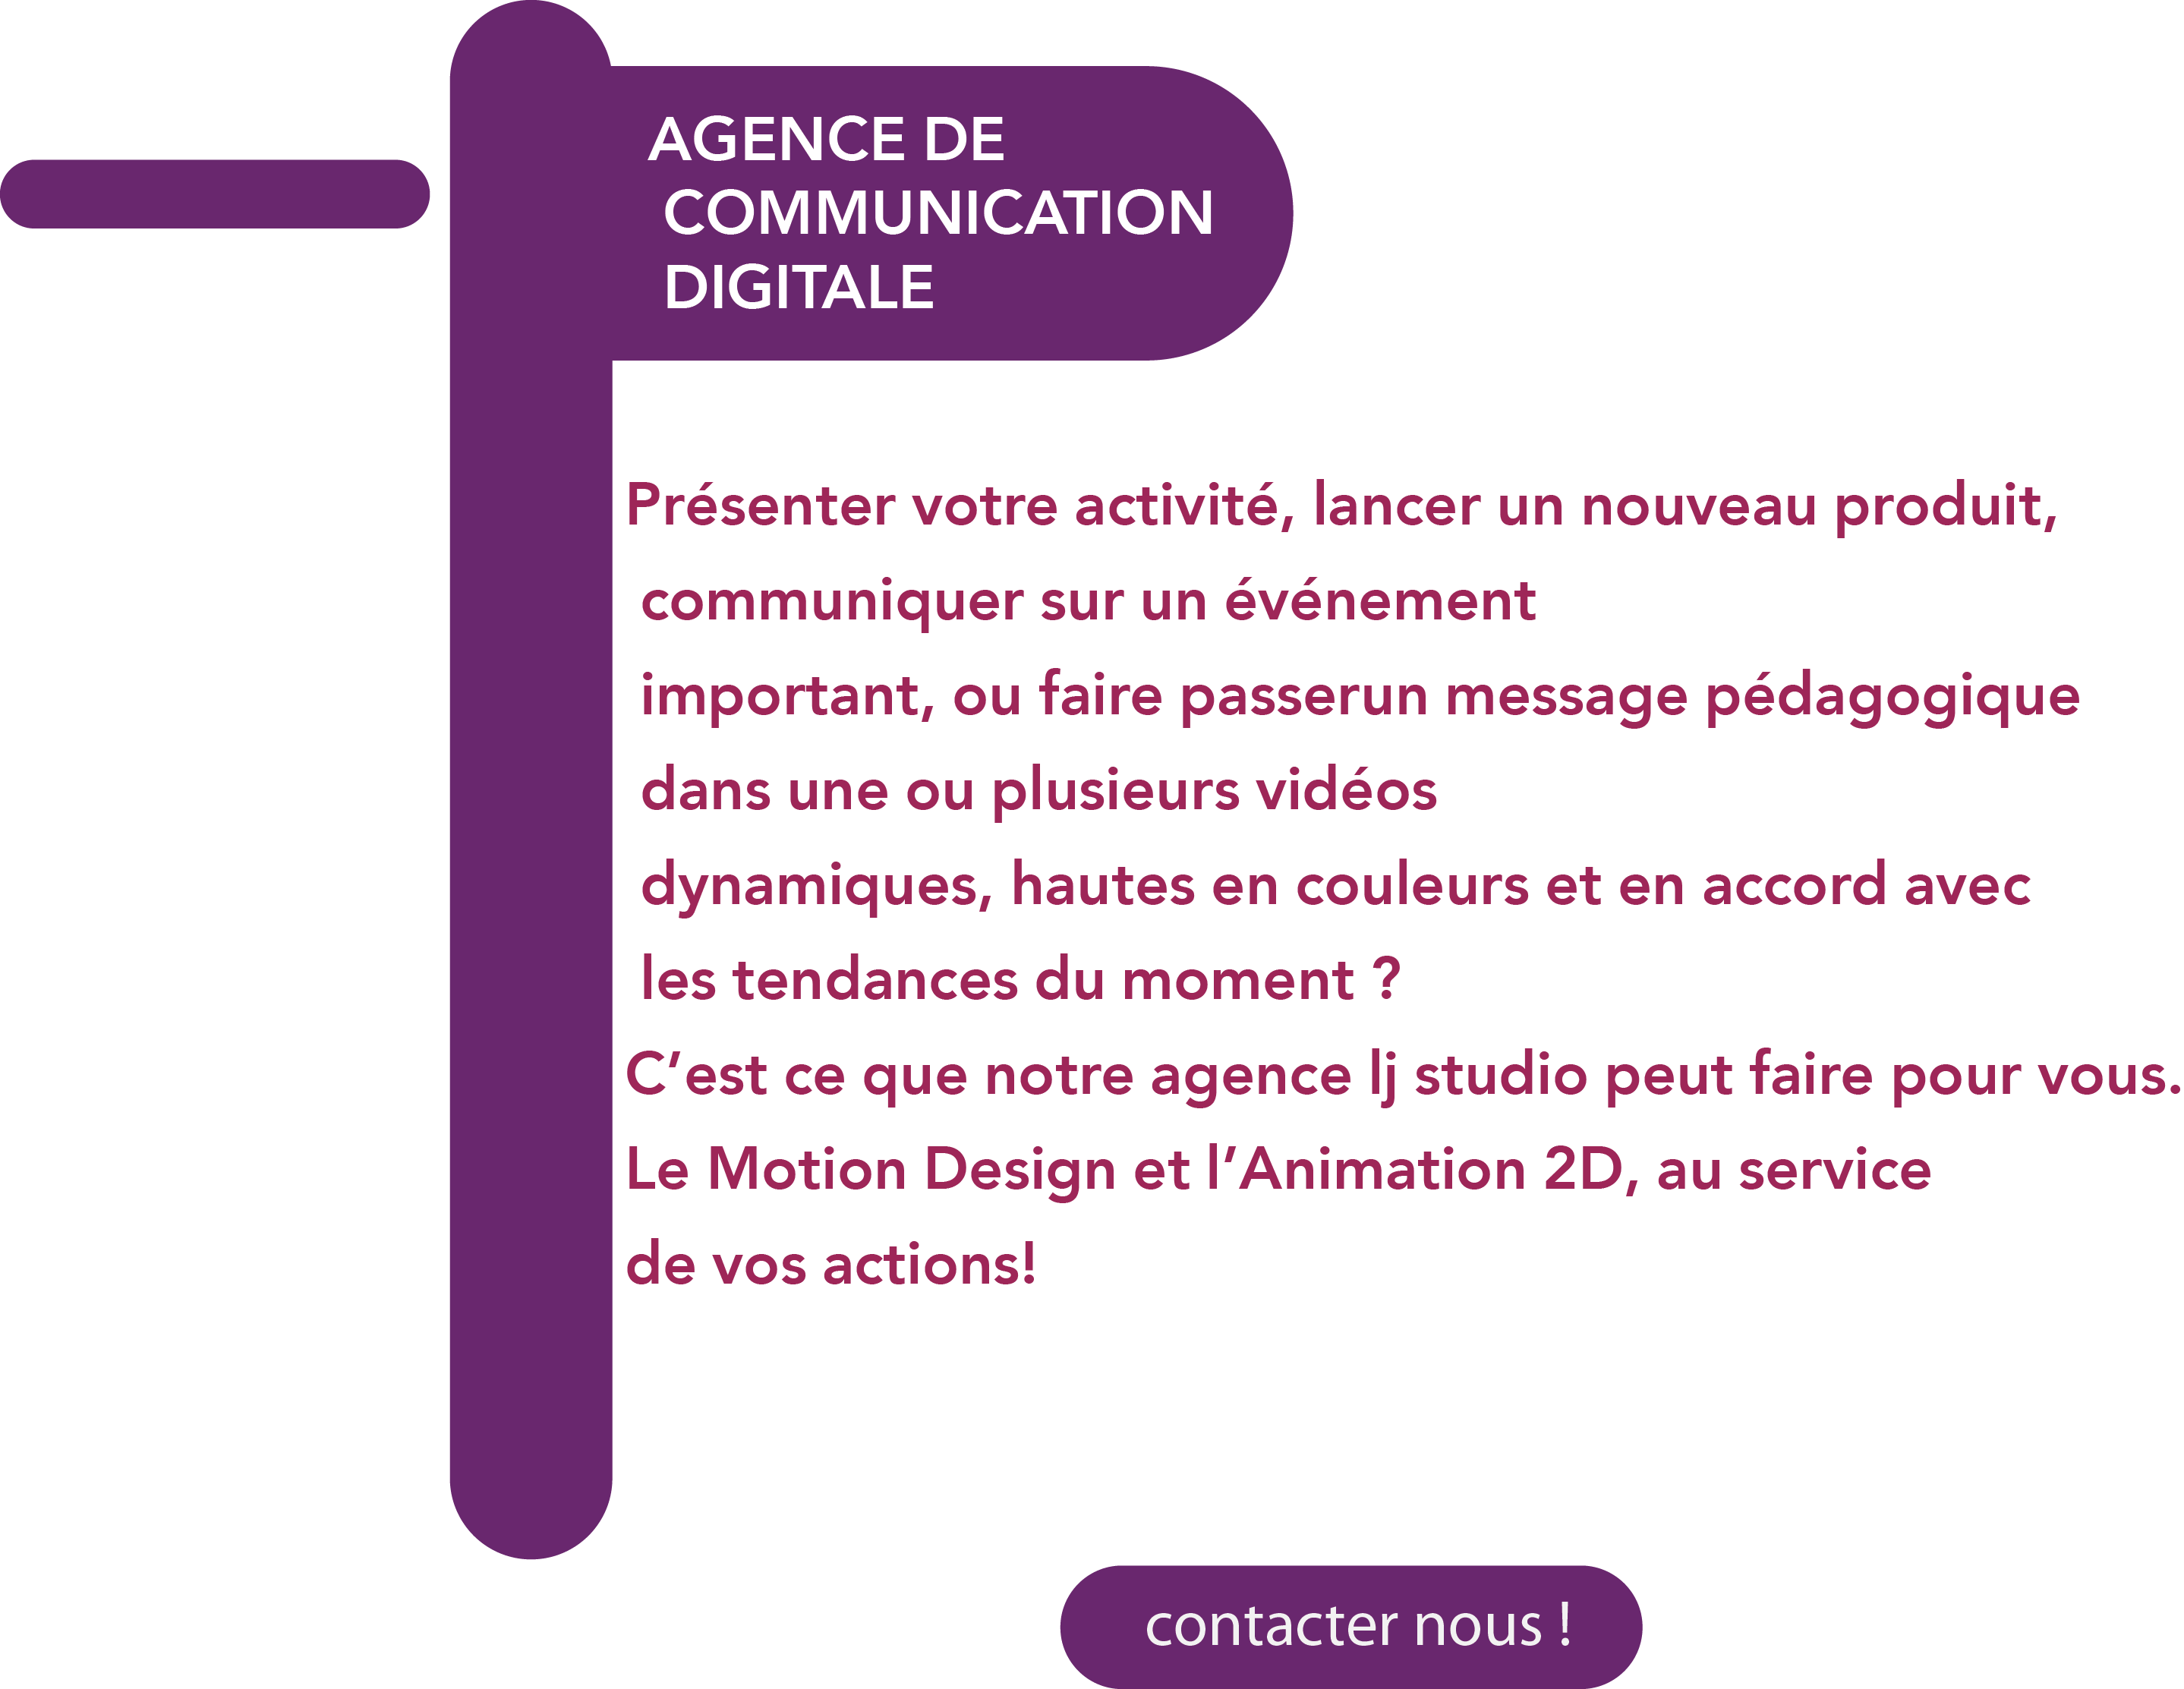 AGENCE DE
COMMUNICATION
DIGITALE
Présenter votre activité, lancer un nouveau produit,
communiquer sur un événement
important, ou faire passerun message pédagogique
dans une ou plusieurs vidéos
dynamiques, hautes en couleurs et en accord avec
les tendances du moment ?
C’est ce que notre agence lj studio peut faire pour vous.
Le Motion Design et l’Animation 2D, au service
de vos actions!
contacter nous !